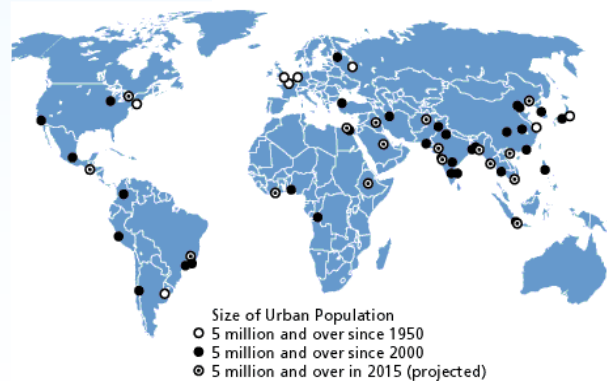 Size of Urban Population
5 million and over since 1950
5 million and over since 2000
5 million and over in 2015 (projected)